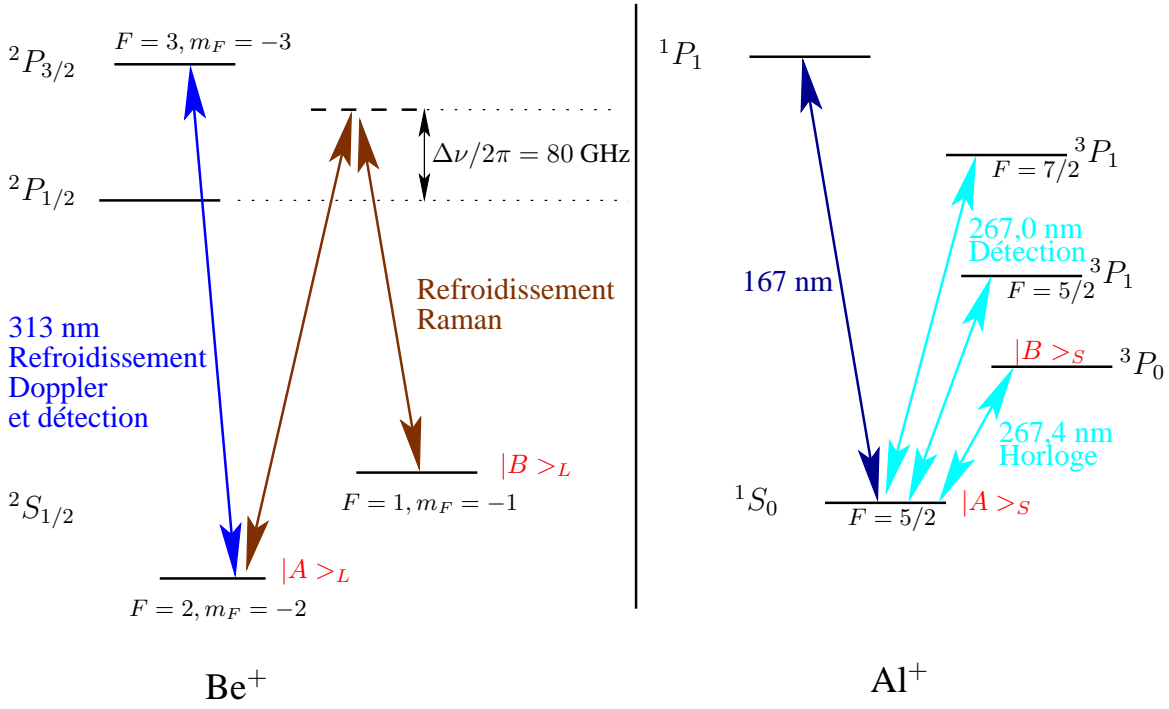 F = 3, m_F = −3
²P₃/₂
Δν/2π = 80 GHz
²P₁/₂
Refroidissement
Raman
313 nm
Refroidissement
Doppler
et détection
|B >_L
F = 1, m_F = −1
²S₁/₂
|A >_L
F = 2, m_F = −2
Be⁺
¹P₁
³P₁
F = 7/2
267,0 nm
Détection
³P₁
F = 5/2
167 nm
|B >_S
³P₀
267,4 nm
Horloge
¹S₀
|A >_S
F = 5/2
Al⁺